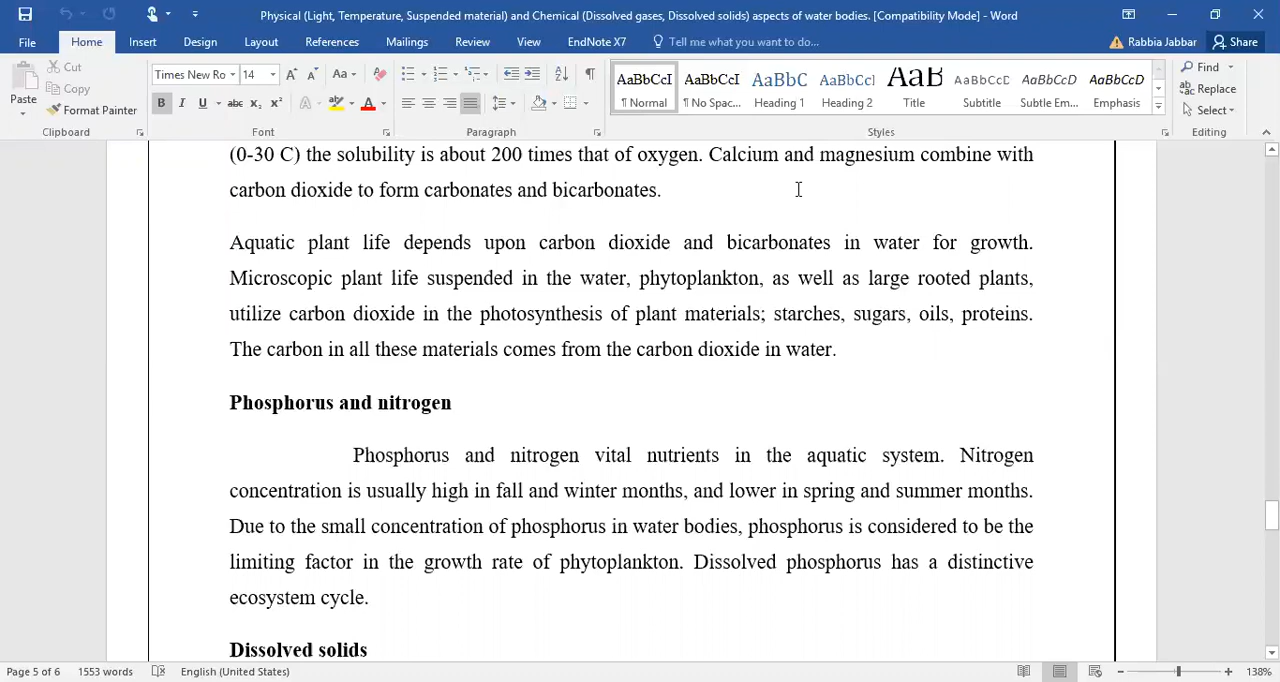 Physical (Light, Temperature, Suspended material) and Chemical (Dissolved gases, Dissolved solids) aspects of water bodies. [Compatibility Mode] - Word
File Home Insert Design Layout References Mailings Review View EndNote X7 Tell me what you want to do... Rabbia Jabbar Share
Paste Cut Copy Format Painter
Times New Ro 14
AaBbCcI AaBbCcI AaBbC AaBbCcI AaB AaBbCcD AaBbCcD AaBbCcD
¶ Normal ¶ No Spac... Heading 1 Heading 2 Title Subtitle Subtle Em... Emphasis
Find Replace Select
Clipboard Font Paragraph Styles Editing
(0-30 C) the solubility is about 200 times that of oxygen. Calcium and magnesium combine with
carbon dioxide to form carbonates and bicarbonates.
Aquatic plant life depends upon carbon dioxide and bicarbonates in water for growth.
Microscopic plant life suspended in the water, phytoplankton, as well as large rooted plants,
utilize carbon dioxide in the photosynthesis of plant materials; starches, sugars, oils, proteins.
The carbon in all these materials comes from the carbon dioxide in water.
Phosphorus and nitrogen
Phosphorus and nitrogen vital nutrients in the aquatic system. Nitrogen
concentration is usually high in fall and winter months, and lower in spring and summer months.
Due to the small concentration of phosphorus in water bodies, phosphorus is considered to be the
limiting factor in the growth rate of phytoplankton. Dissolved phosphorus has a distinctive
ecosystem cycle.
Dissolved solids
Page 5 of 6 1553 words English (United States) 138%